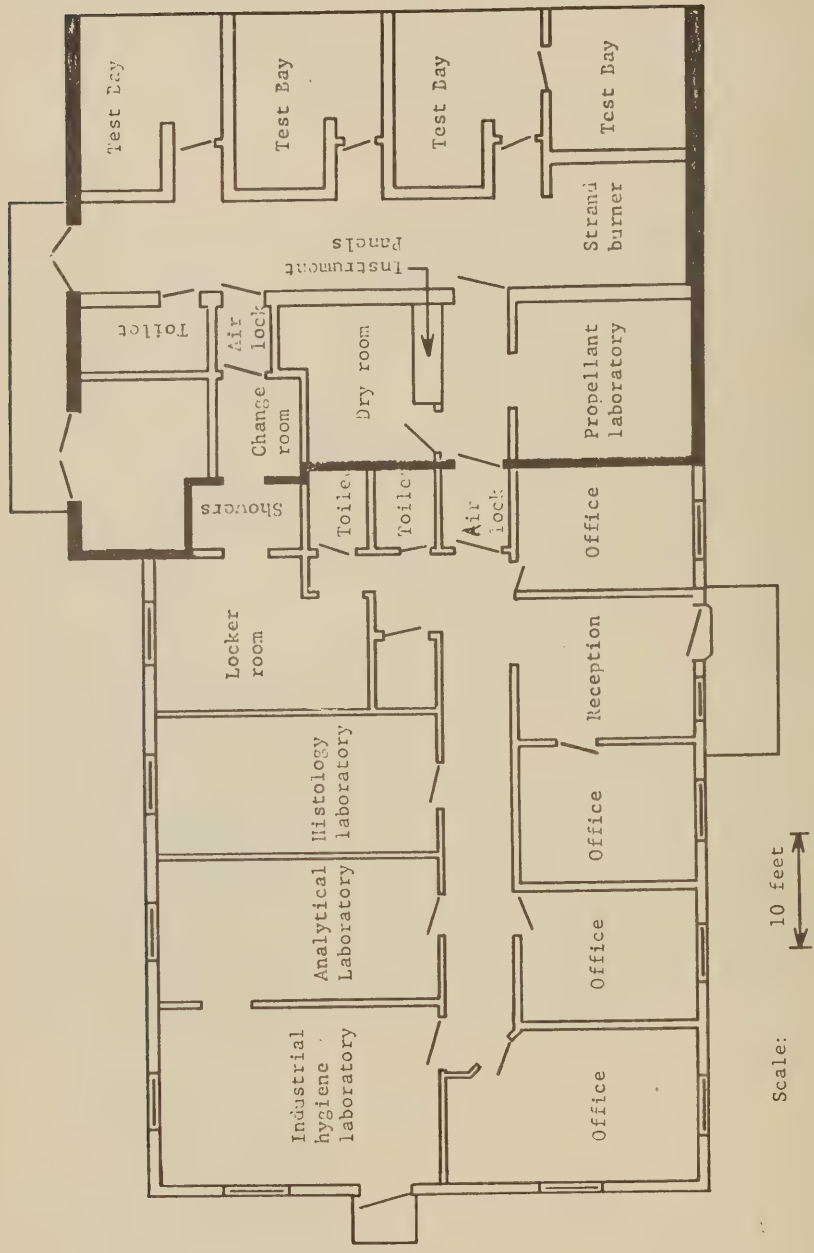 Test Bay
Test Bay
Test Bay
Test Bay
Strand
burner
Instrument
Panels
Toilet
Air
lock
Dry room
Propellant
laboratory
Change
room
Showers
Toilet
Toilet
Air
lock
Office
Locker
room
Reception
Histology
laboratory
Office
Analytical
Laboratory
Office
Industrial
hygiene
laboratory
Office
Scale:
10 feet